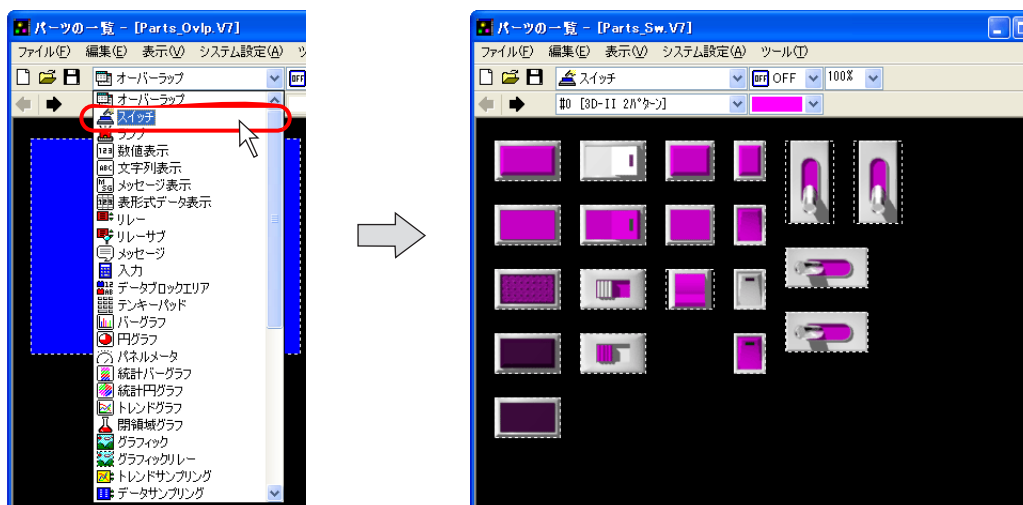 パーツの一覧 - [Parts_Ovlp.V7]
ファイル(F) 編集(E) 表示(V) システム設定(A) ツ
オーバーラップ OFF
オーバーラップ
スイッチ
ランプ
数値表示
文字列表示
メッセージ表示
表形式データ表示
リレー
リレーサブ
メッセージ
入力
データブロックエリア
テンキーパッド
バーグラフ
円グラフ
パネルメータ
統計バーグラフ
統計円グラフ
トレンドグラフ
閉領域グラフ
グラフィック
グラフィックリレー
トレンドサンプリング
データサンプリング
パーツの一覧 - [Parts_Sw.V7]
ファイル(F) 編集(E) 表示(V) システム設定(A) ツール(T)
スイッチ OFF OFF 100%
#0 [3D-II 2パターン]